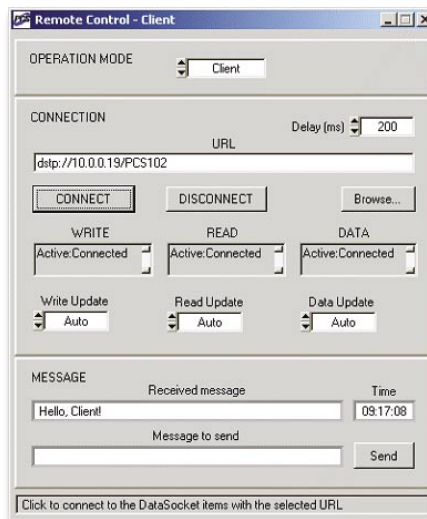 PCS Remote Control - Client
OPERATION MODE
Client
CONNECTION
Delay (ms) 200
URL
dstp://10.0.0.19/PCS102
CONNECT DISCONNECT Browse...
WRITE READ DATA
Active:Connected Active:Connected Active:Connected
Write Update Read Update Data Update
Auto Auto Auto
MESSAGE
Received message Time
Hello, Client! 09:17:08
Message to send
Send
Click to connect to the DataSocket items with the selected URL